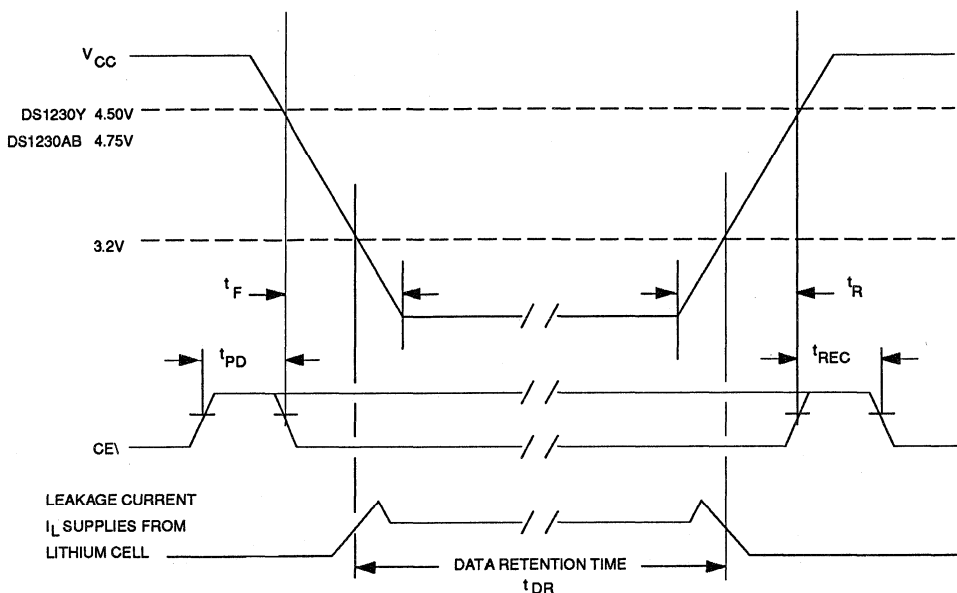 VCC
DS1230Y 4.50V
DS1230AB 4.75V
3.2V
tF
tR
tPD
tREC
CE\
LEAKAGE CURRENT
IL SUPPLIES FROM
LITHIUM CELL
DATA RETENTION TIME
tDR